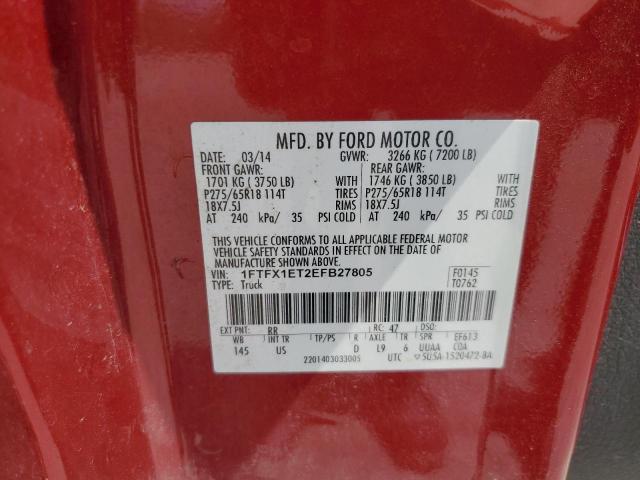 MFD. BY FORD MOTOR CO.
DATE: 03/14 GVWR: 3266 KG ( 7200 LB)
FRONT GAWR: REAR GAWR:
1701 KG ( 3750 LB) WITH 1746 KG ( 3850 LB) WITH
P275/65R18 114T TIRES P275/65R18 114T TIRES
18X7.5J RIMS 18X7.5J RIMS
AT 240 kPa/ 35 PSI COLD AT 240 kPa/ 35 PSI COLD
THIS VEHICLE CONFORMS TO ALL APPLICABLE FEDERAL MOTOR
VEHICLE SAFETY STANDARDS IN EFFECT ON THE DATE OF
MANUFACTURE SHOWN ABOVE.
VIN: 1FTFX1ET2EFB27805 F0145
TYPE: Truck T0762
EXT PNT: RR RC: 47 DSO:
WB INT TR TP/PS R AXLE TR SPR EF613
145 US D L9 6 UUAA COA
2201403033005 UTC 5U5A-1520472-BA